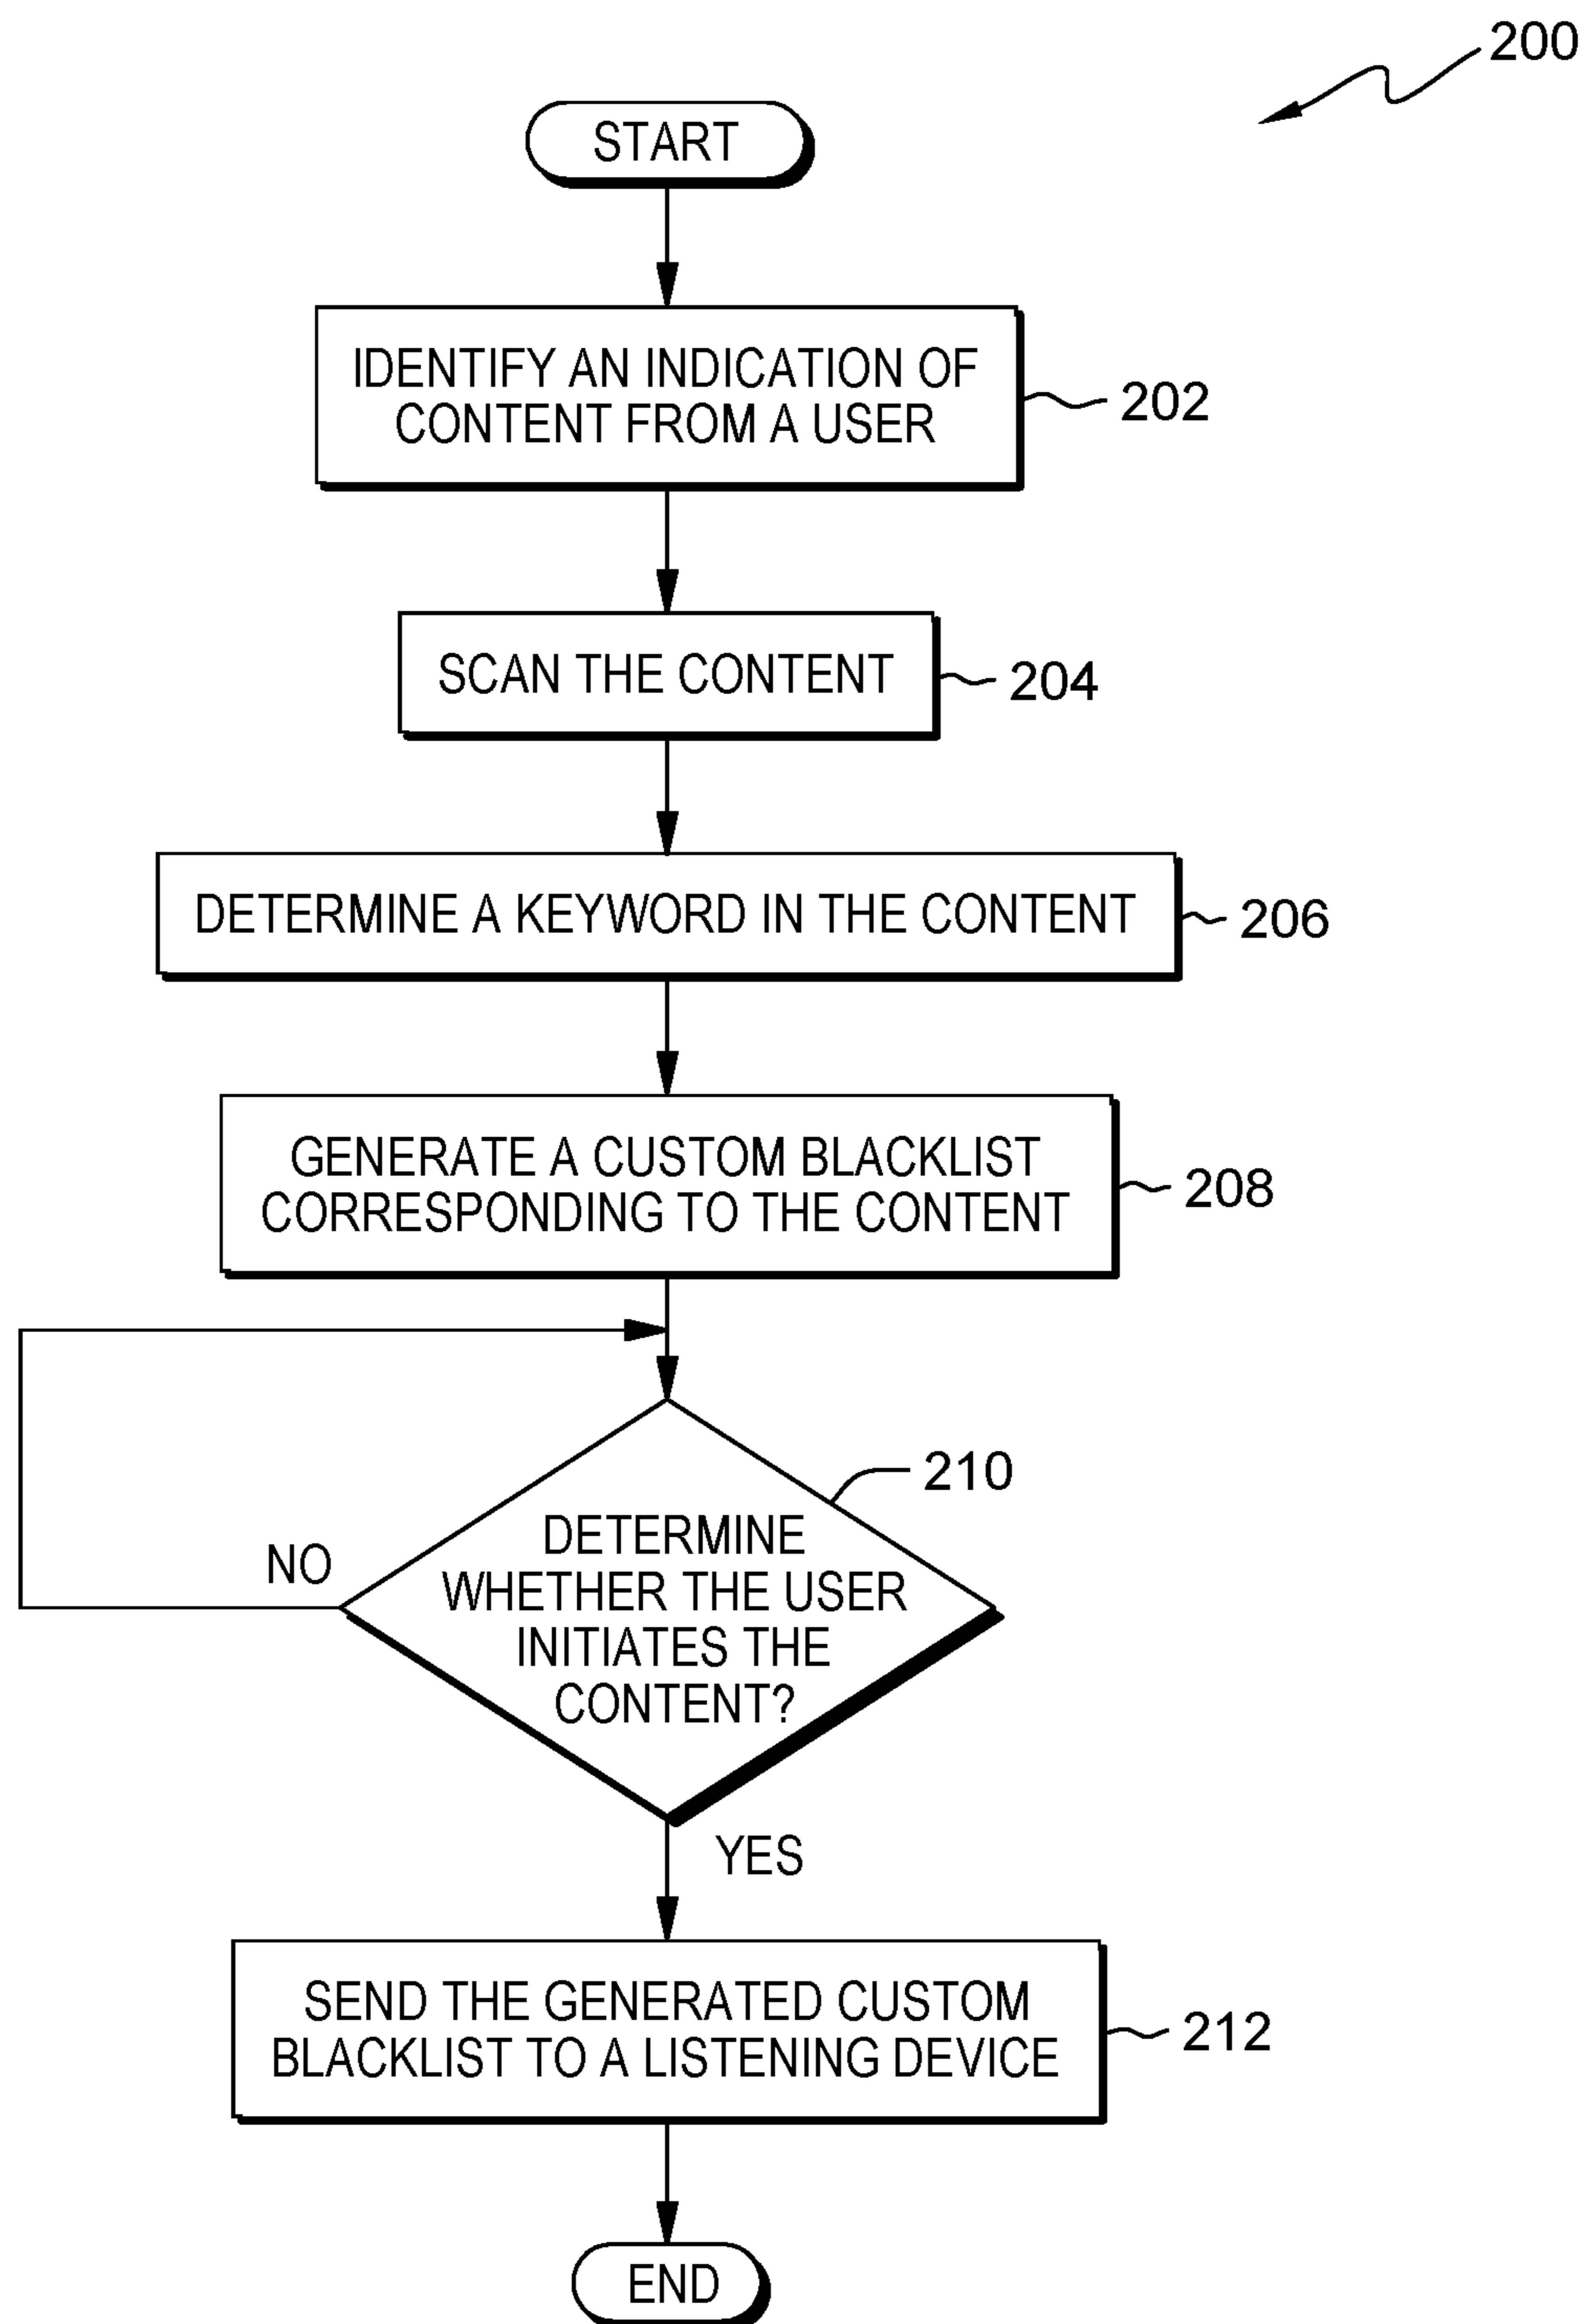 200
START
IDENTIFY AN INDICATION OF
CONTENT FROM A USER
202
SCAN THE CONTENT
204
DETERMINE A KEYWORD IN THE CONTENT
206
GENERATE A CUSTOM BLACKLIST
CORRESPONDING TO THE CONTENT
208
210
DETERMINE
WHETHER THE USER
INITIATES THE
CONTENT?
NO
YES
SEND THE GENERATED CUSTOM
BLACKLIST TO A LISTENING DEVICE
212
END